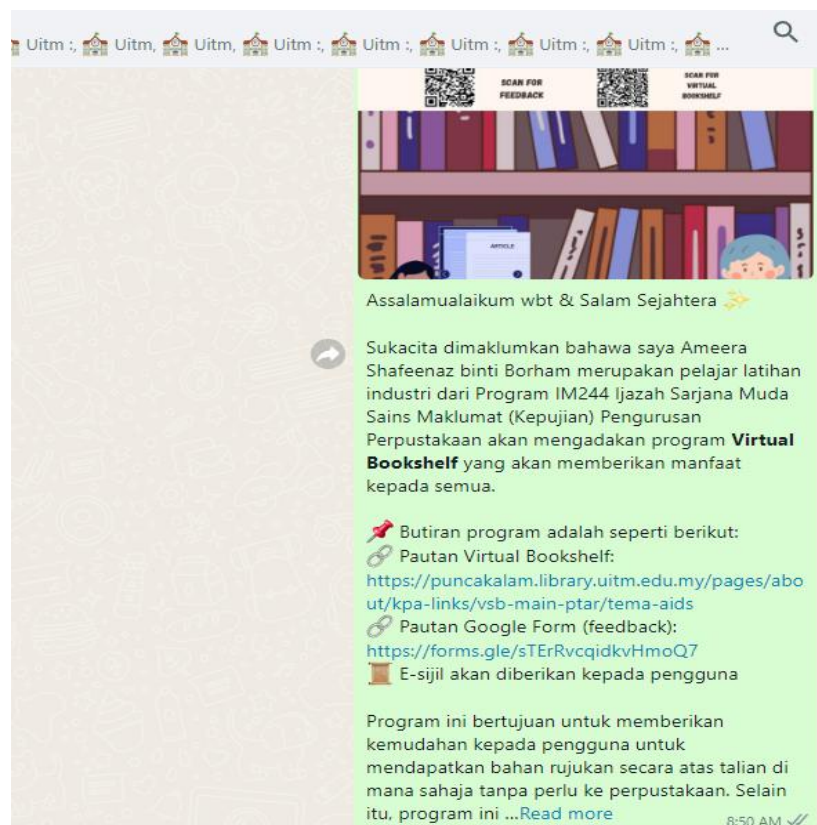 Uitm :, Uitm, Uitm, Uitm :, Uitm :, Uitm :, Uitm :, Uitm :, ...
SCAN FOR
FEEDBACK
SCAN FOR
VIRTUAL
BOOKSHELF
ARTICLE
Assalamualaikum wbt & Salam Sejahtera ✨
Sukacita dimaklumkan bahawa saya Ameera
Shafeenaz binti Borham merupakan pelajar latihan
industri dari Program IM244 Ijazah Sarjana Muda
Sains Maklumat (Kepujian) Pengurusan
Perpustakaan akan mengadakan program Virtual
Bookshelf yang akan memberikan manfaat
kepada semua.
📌 Butiran program adalah seperti berikut:
🔗 Pautan Virtual Bookshelf:
https://puncakalam.library.uitm.edu.my/pages/abo
ut/kpa-links/vsb-main-ptar/tema-aids
🔗 Pautan Google Form (feedback):
https://forms.gle/sTErRvcqidkvHmoQ7
📜 E-sijil akan diberikan kepada pengguna
Program ini bertujuan untuk memberikan
kemudahan kepada pengguna untuk
mendapatkan bahan rujukan secara atas talian di
mana sahaja tanpa perlu ke perpustakaan. Selain
itu, program ini ...Read more
8:50 AM